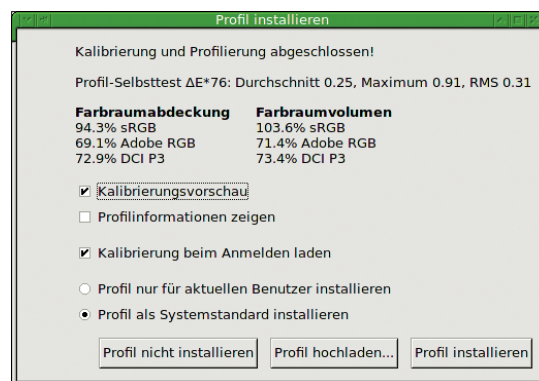 Profil installieren
Kalibrierung und Profilierung abgeschlossen!
Profil-Selbsttest ΔE*76: Durchschnitt 0.25, Maximum 0.91, RMS 0.31
Farbraumabdeckung Farbraumvolumen
94.3% sRGB 103.6% sRGB
69.1% Adobe RGB 71.4% Adobe RGB
72.9% DCI P3 73.4% DCI P3
Kalibrierungsvorschau
Profilinformationen zeigen
Kalibrierung beim Anmelden laden
Profil nur für aktuellen Benutzer installieren
Profil als Systemstandard installieren
Profil nicht installieren Profil hochladen... Profil installieren